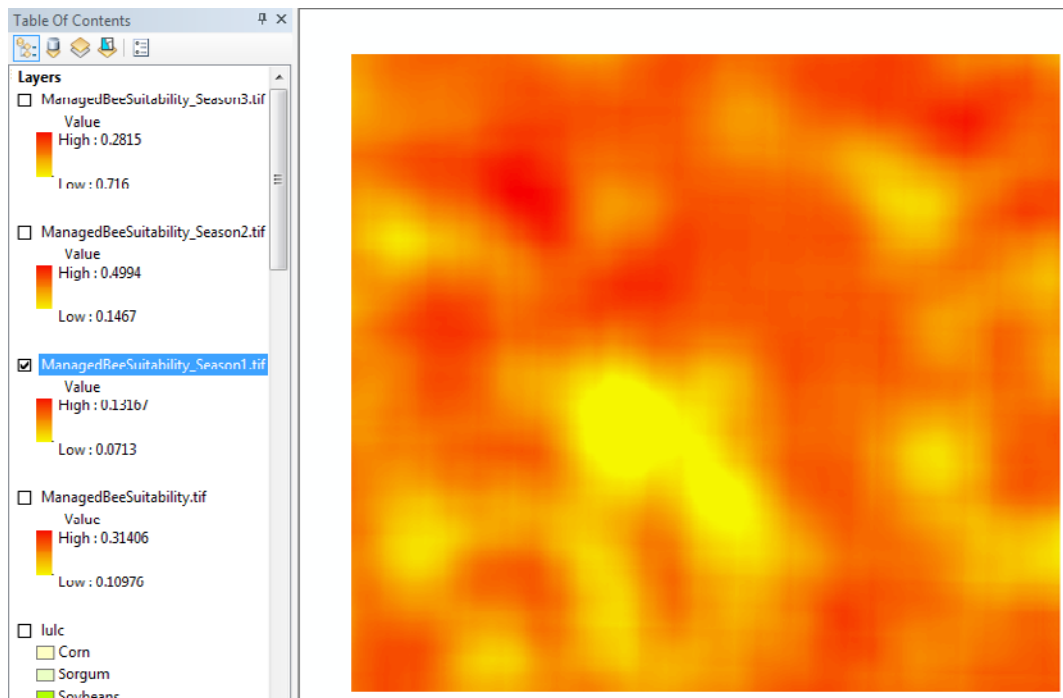 Table Of Contents
Layers
ManagedBeeSuitability_Season3.tif
Value
High : 0.2815
Low : 0.716
ManagedBeeSuitability_Season2.tif
Value
High : 0.4994
Low : 0.1467
ManagedBeeSuitability_Season1.tif
Value
High : 0.13167
Low : 0.0713
ManagedBeeSuitability.tif
Value
High : 0.31406
Low : 0.10976
lulc
Corn
Sorgum
Soybeans